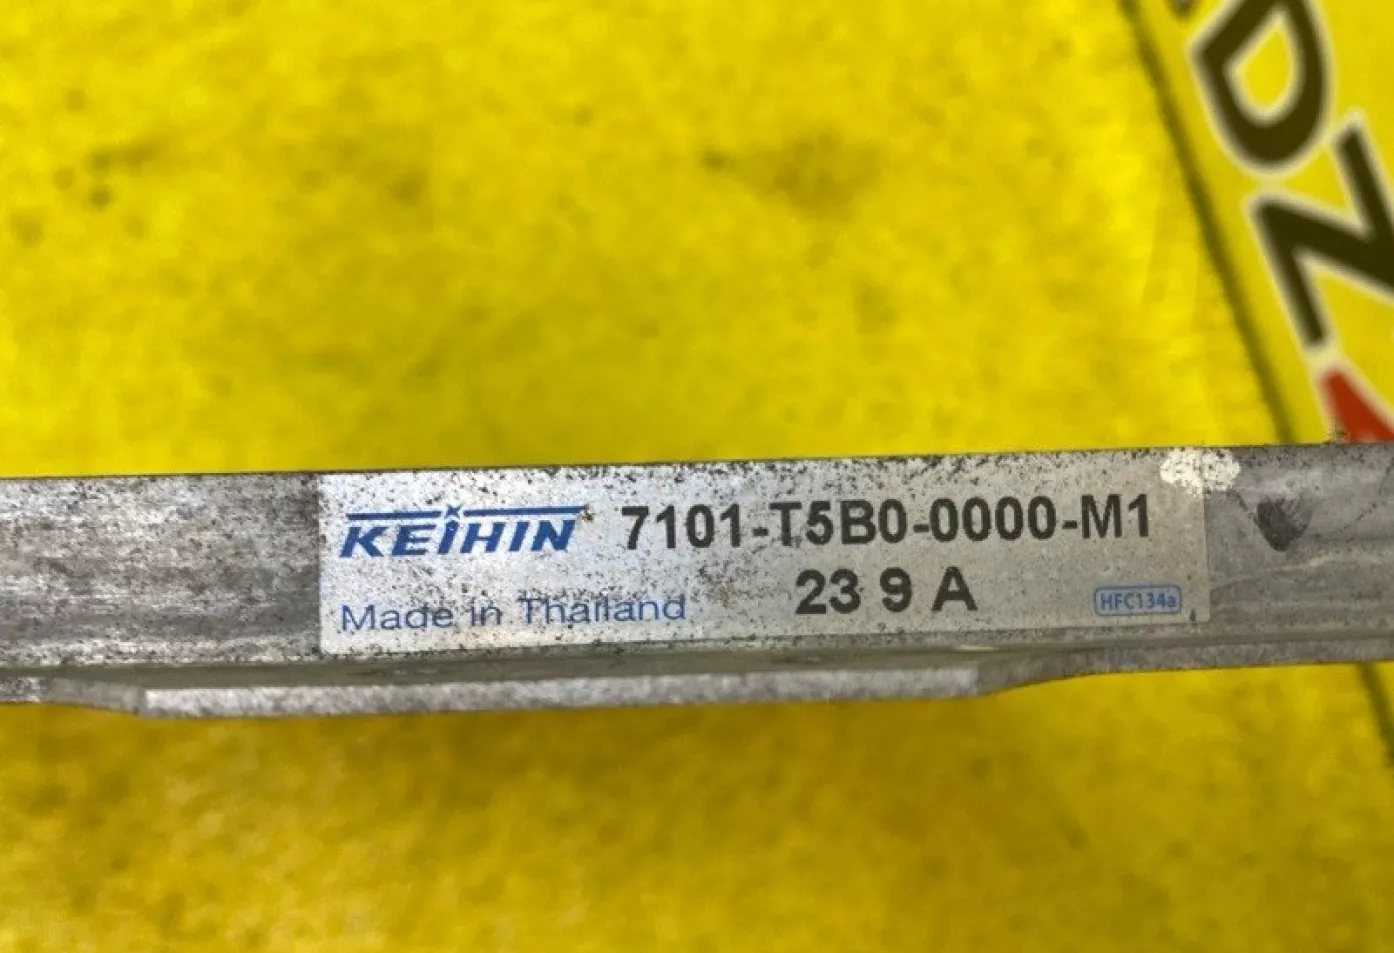 KEIHIN 7101-T5B0-0000-M1
Made in Thailand 23 9 A HFC134a